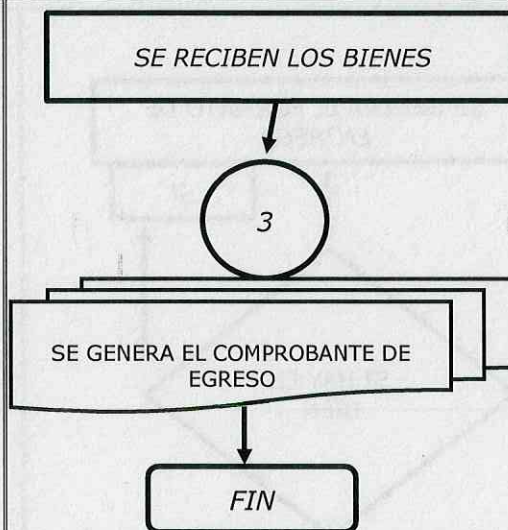 SE RECIBEN LOS BIENES
3
SE GENERA EL COMPROBANTE DE
EGRESO
FIN